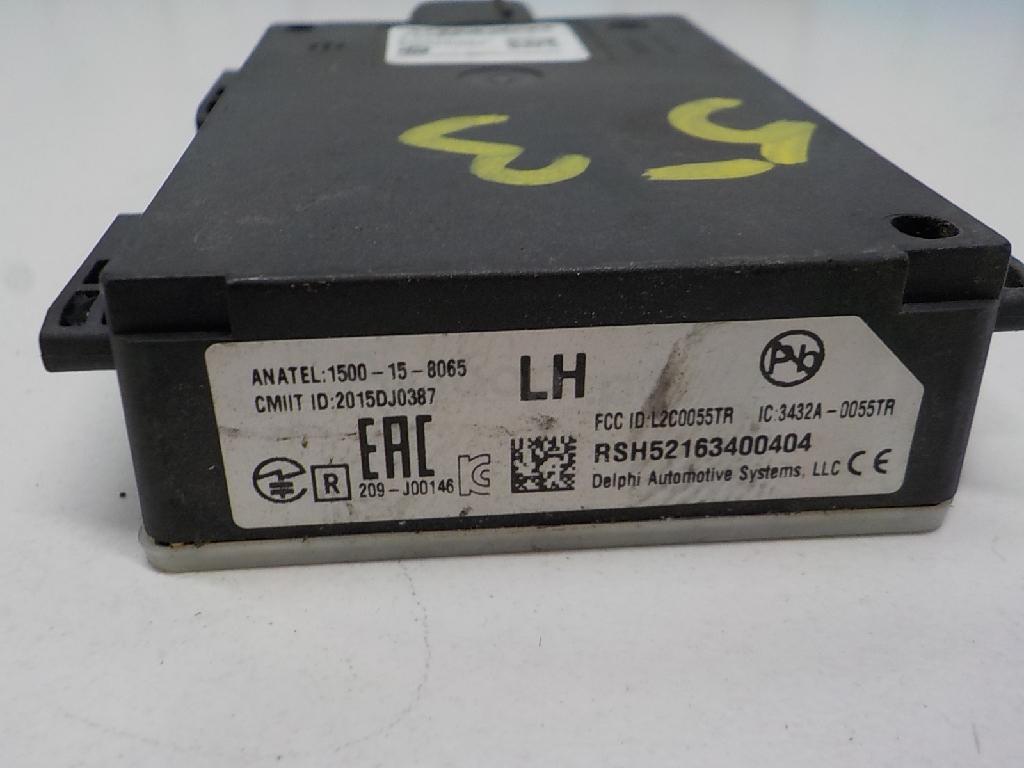 53
ANATEL:1500-15-8065
CMIIT ID:2015DJ0387
LH
Pb
FCC ID:L2C0055TR IC:3432A-0055TR
EAC
RSH52163400404
R
209-J00146
Delphi Automotive Systems, LLC CE